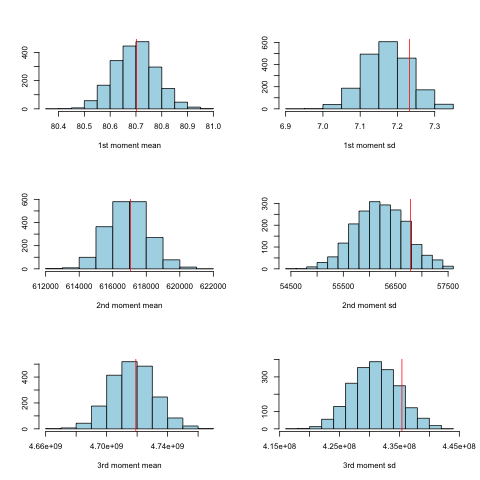 0 200 400
80.4 80.5 80.6 80.7 80.8 80.9 81.0
1st moment mean
0 200 400 600
6.9 7.0 7.1 7.2 7.3
1st moment sd
0 200 400 600
612000 614000 616000 618000 620000 622000
2nd moment mean
0 100 200 300
54500 55500 56500 57500
2nd moment sd
0 200 400
4.66e+09 4.70e+09 4.74e+09
3rd moment mean
0 100 300
4.15e+08 4.25e+08 4.35e+08 4.45e+08
3rd moment sd